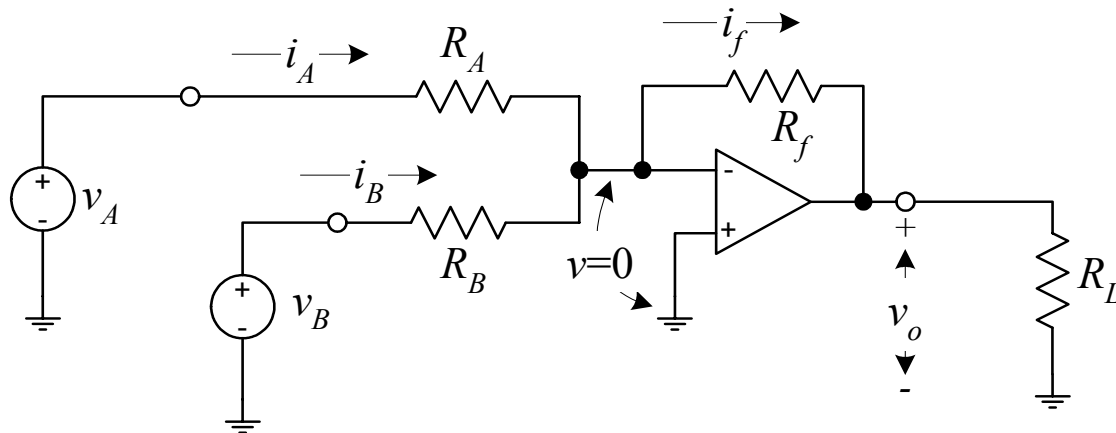 i_f
i_A
R_A
R_f
+
-
v_A
i_B
R_B
-
+
v=0
+
-
v_B
+
v_o
-
R_L